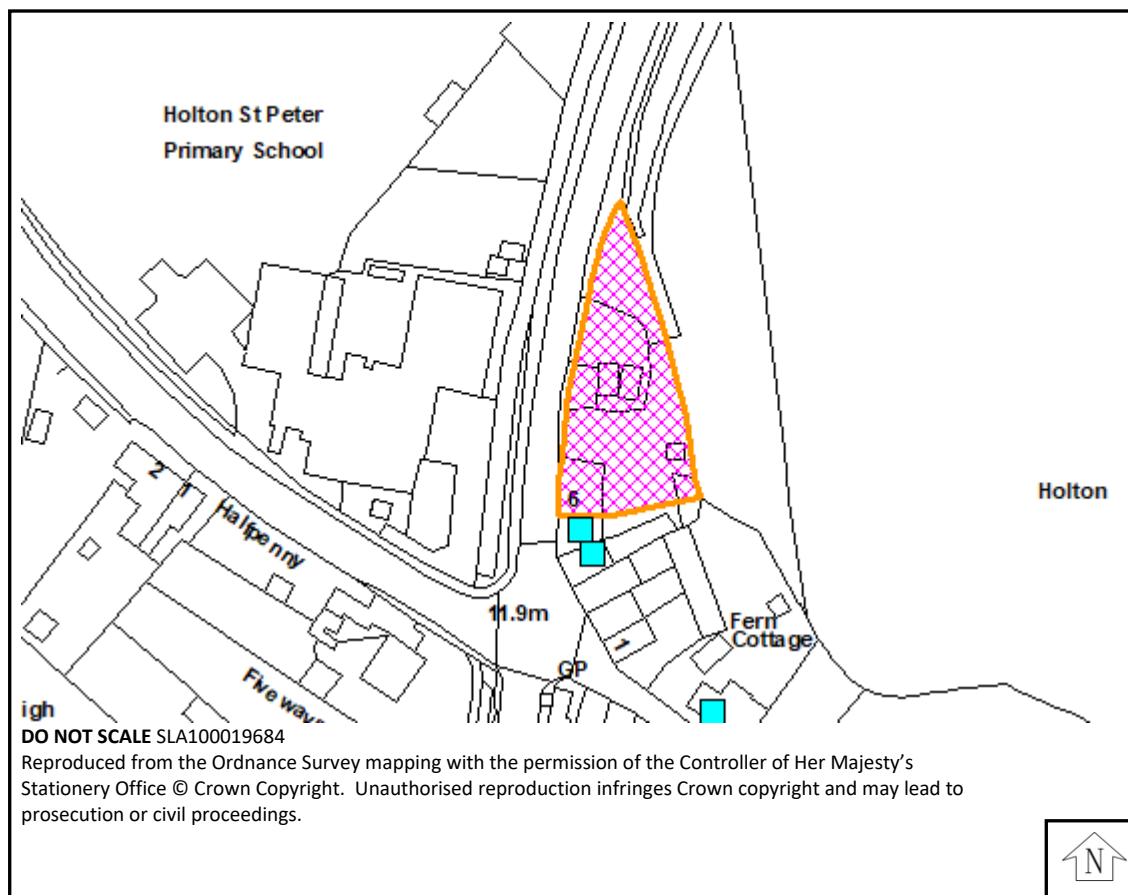 Holton St Peter
Primary School
Holton
6
2
1
Halfpenny
11.9m
1
Fern
Cottage
GP
Five ways
igh
DO NOT SCALE SLA100019684
Reproduced from the Ordnance Survey mapping with the permission of the Controller of Her Majesty’s
Stationery Office © Crown Copyright. Unauthorised reproduction infringes Crown copyright and may lead to
prosecution or civil proceedings.
N